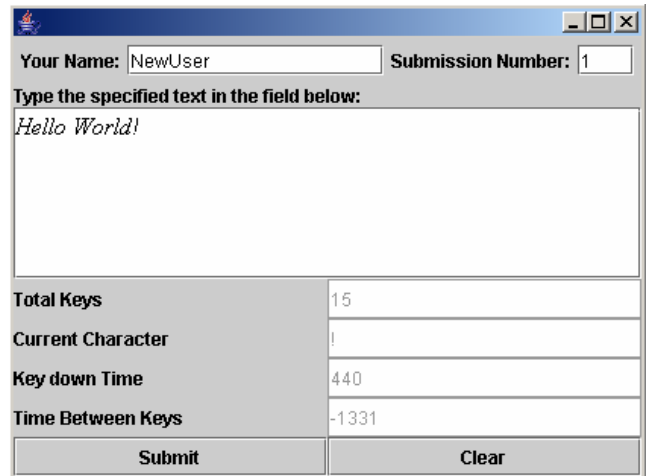 Your Name: NewUser Submission Number: 1
Type the specified text in the field below:
Hello World!
Total Keys 15
Current Character !
Key down Time 440
Time Between Keys -1331
Submit Clear